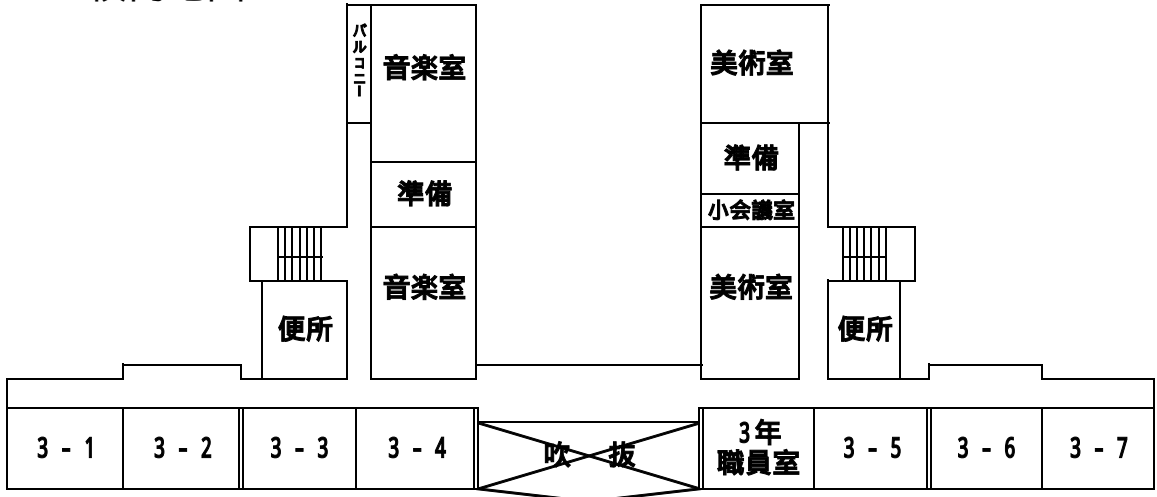 バルコニー
音楽室
美術室
準備
準備
小会議室
音楽室
美術室
便所
便所
3-1
3-2
3-3
3-4
吹 抜
3年
職員室
3-5
3-6
3-7